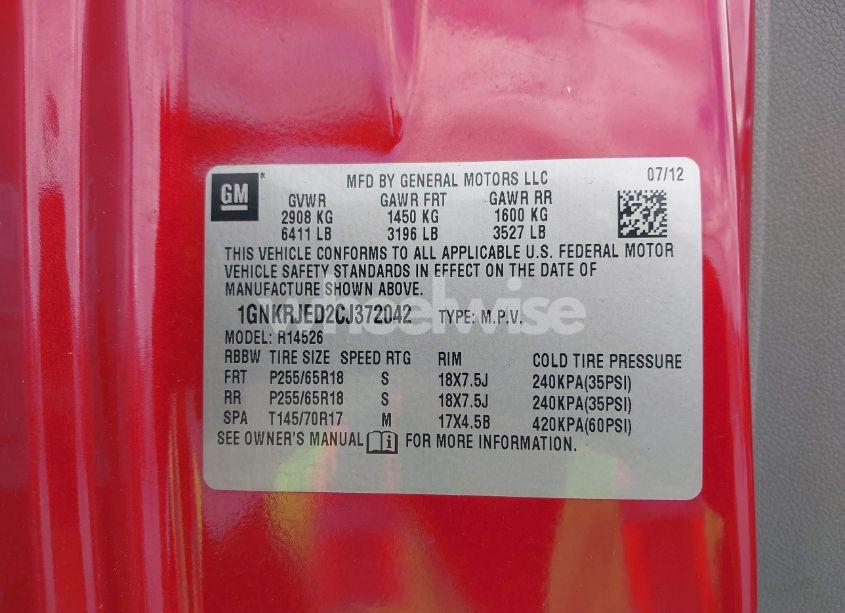 GM
MFD BY GENERAL MOTORS LLC 07/12
GVWR GAWR FRT GAWR RR
2908 KG 1450 KG 1600 KG
6411 LB 3196 LB 3527 LB
THIS VEHICLE CONFORMS TO ALL APPLICABLE U.S. FEDERAL MOTOR
VEHICLE SAFETY STANDARDS IN EFFECT ON THE DATE OF
MANUFACTURE SHOWN ABOVE.
wheelwise
1GNKRJED2CJ372042 TYPE: M.P.V.
MODEL: R14526
RBBW TIRE SIZE SPEED RTG RIM COLD TIRE PRESSURE
FRT P255/65R18 S 18X7.5J 240KPA(35PSI)
RR P255/65R18 S 18X7.5J 240KPA(35PSI)
SPA T145/70R17 M 17X4.5B 420KPA(60PSI)
SEE OWNER'S MANUAL i FOR MORE INFORMATION.